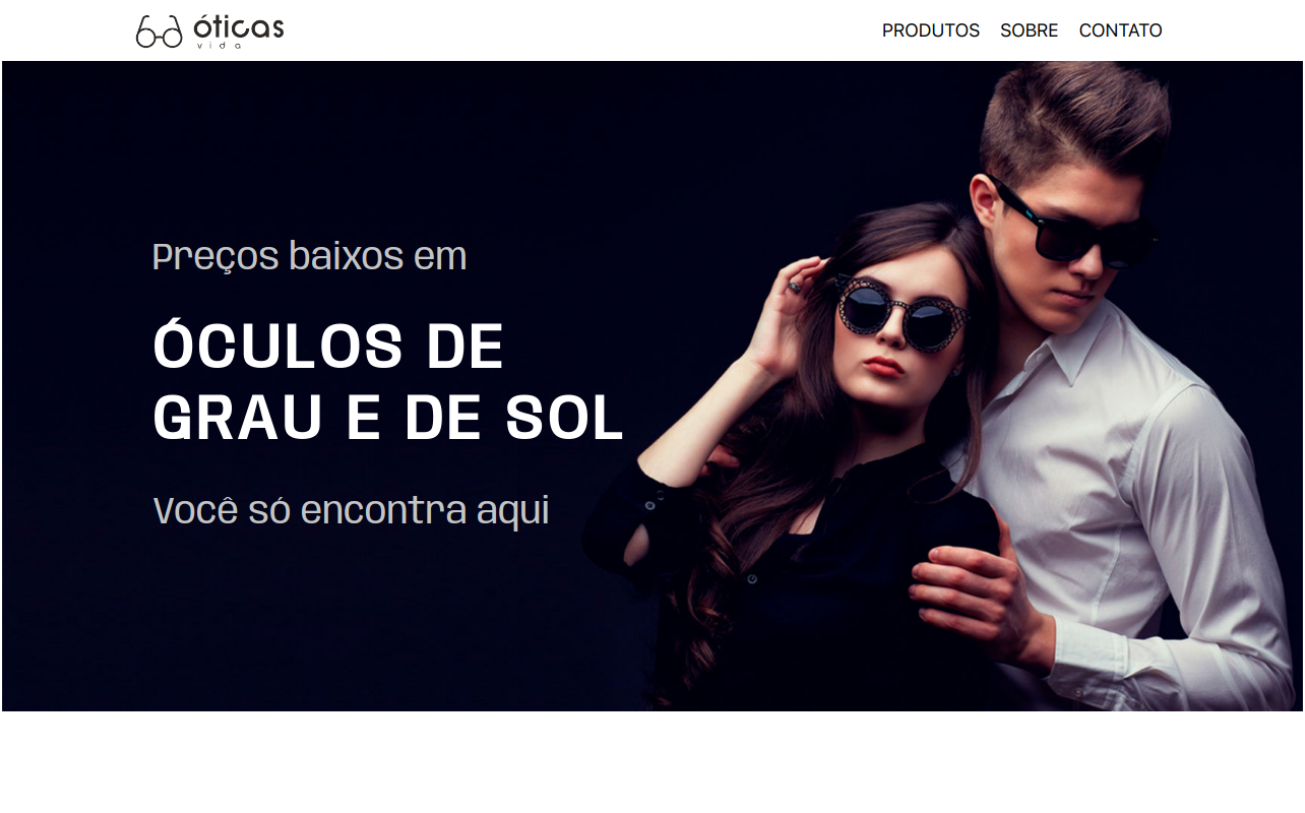 óticas
vida
PRODUTOS SOBRE CONTATO
Preços baixos em
ÓCULOS DE
GRAU E DE SOL
Você só encontra aqui